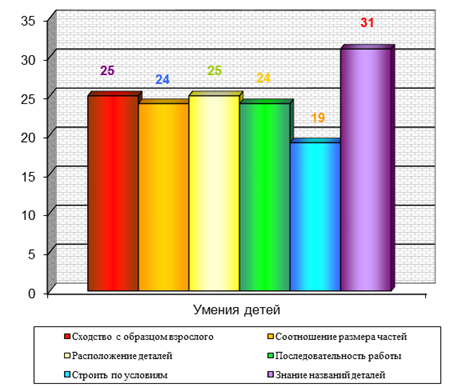 35
30
25
20
15
10
5
0
25
24
25
24
19
31
Умения детей
Сходство с образцом взрослого
Соотношение размера частей
Расположение деталей
Последовательность работы
Строить по условиям
Знание названий деталей